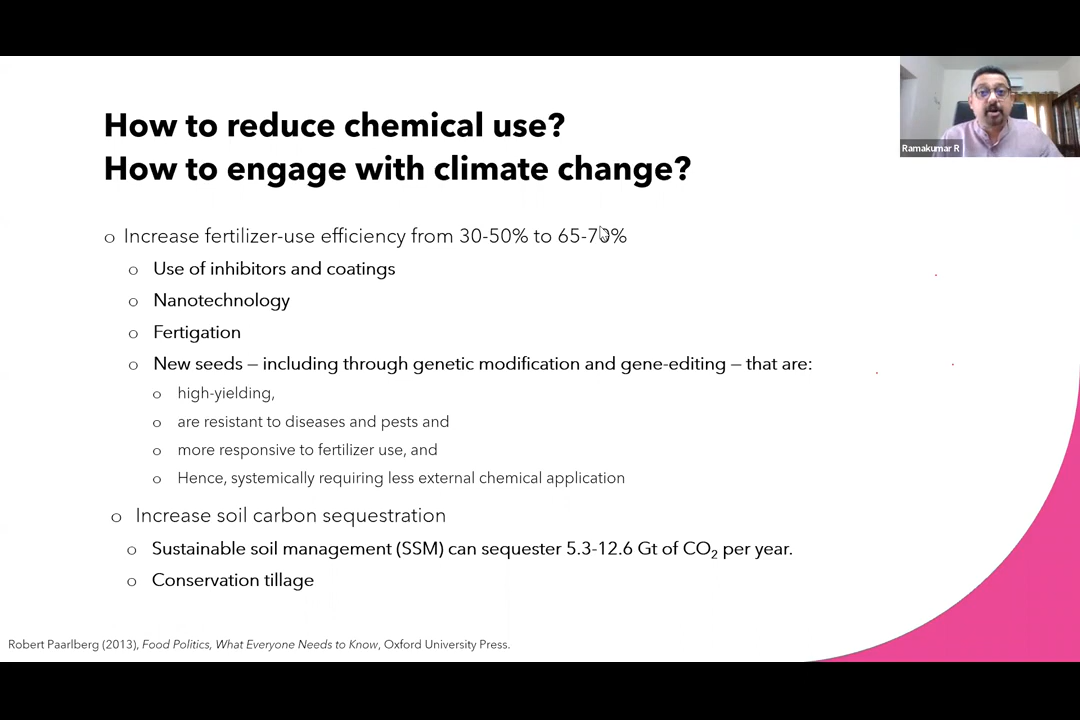 How to reduce chemical use?
How to engage with climate change?
Ramakumar R
o Increase fertilizer-use efficiency from 30-50% to 65-70%
o Use of inhibitors and coatings
o Nanotechnology
o Fertigation
o New seeds – including through genetic modification and gene-editing – that are:
o high-yielding,
o are resistant to diseases and pests and
o more responsive to fertilizer use, and
o Hence, systemically requiring less external chemical application
o Increase soil carbon sequestration
o Sustainable soil management (SSM) can sequester 5.3-12.6 Gt of CO₂ per year.
o Conservation tillage
Robert Paarlberg (2013), Food Politics, What Everyone Needs to Know, Oxford University Press.